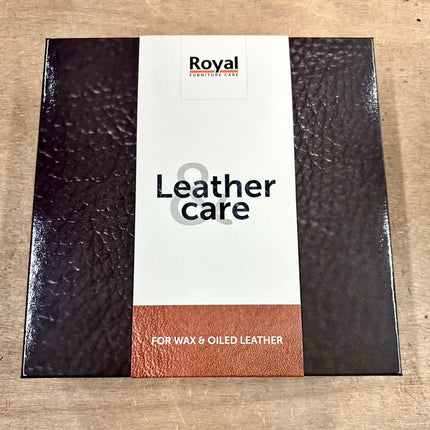 Royal
FURNITURE CARE
Leather
&
care
FOR WAX & OILED LEATHER